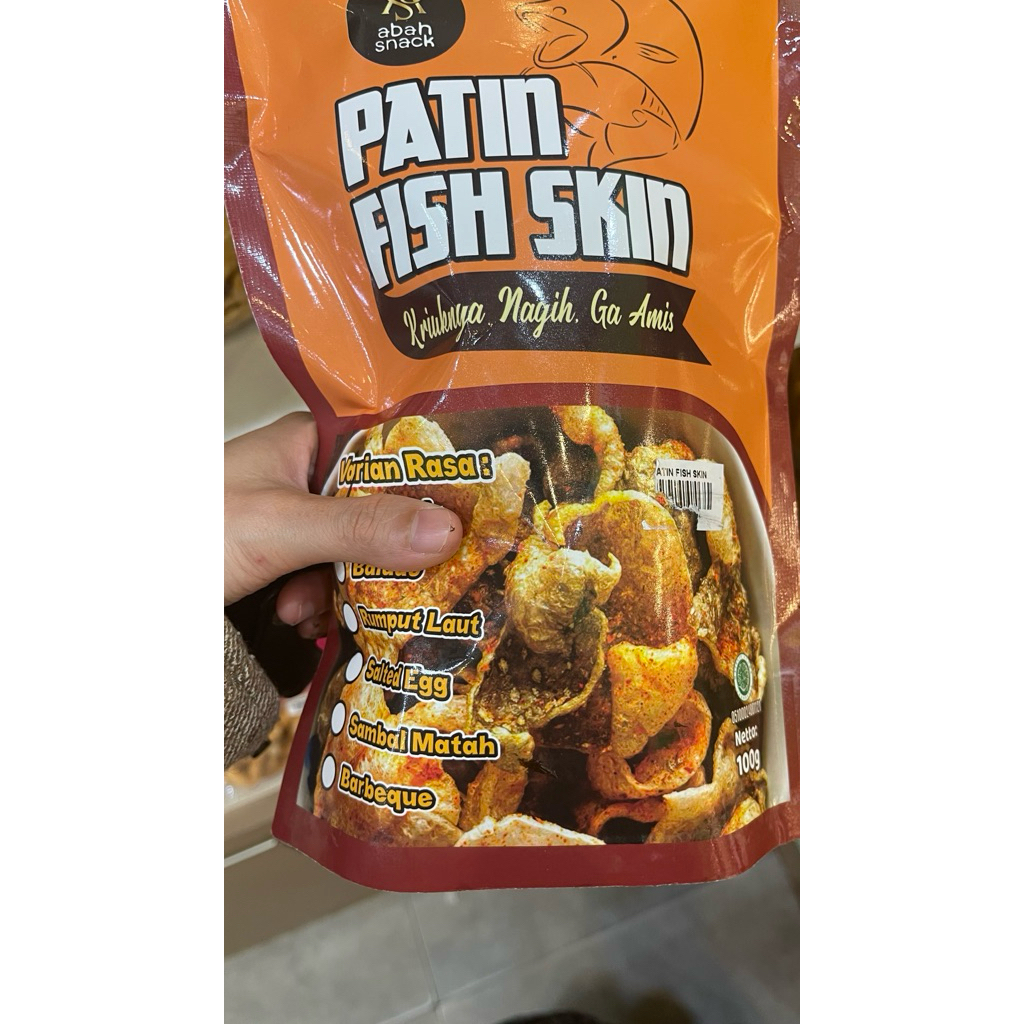 abah
snack
PATIN
FISH SKIN
Kriuknya Nagih, Ga Amis
Varian Rasa:
Balado
Rumput Laut
Salted Egg
Sambal Matah
Barbeque
ATIN FISH SKIN
Netto:
100g